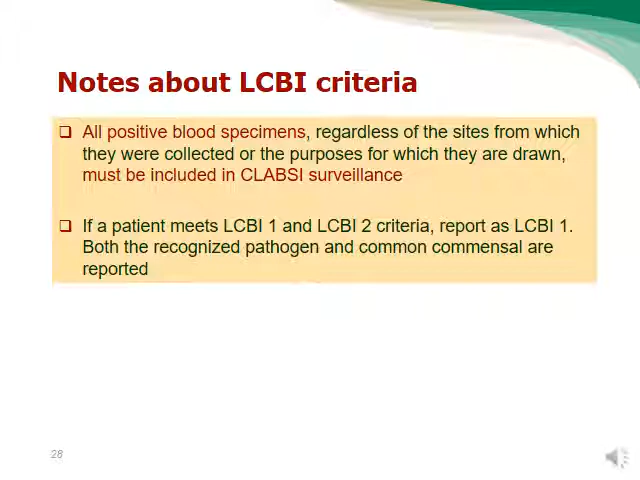 Notes about LCBI criteria
All positive blood specimens, regardless of the sites from which
they were collected or the purposes for which they are drawn,
must be included in CLABSI surveillance
If a patient meets LCBI 1 and LCBI 2 criteria, report as LCBI 1.
Both the recognized pathogen and common commensal are
reported
28